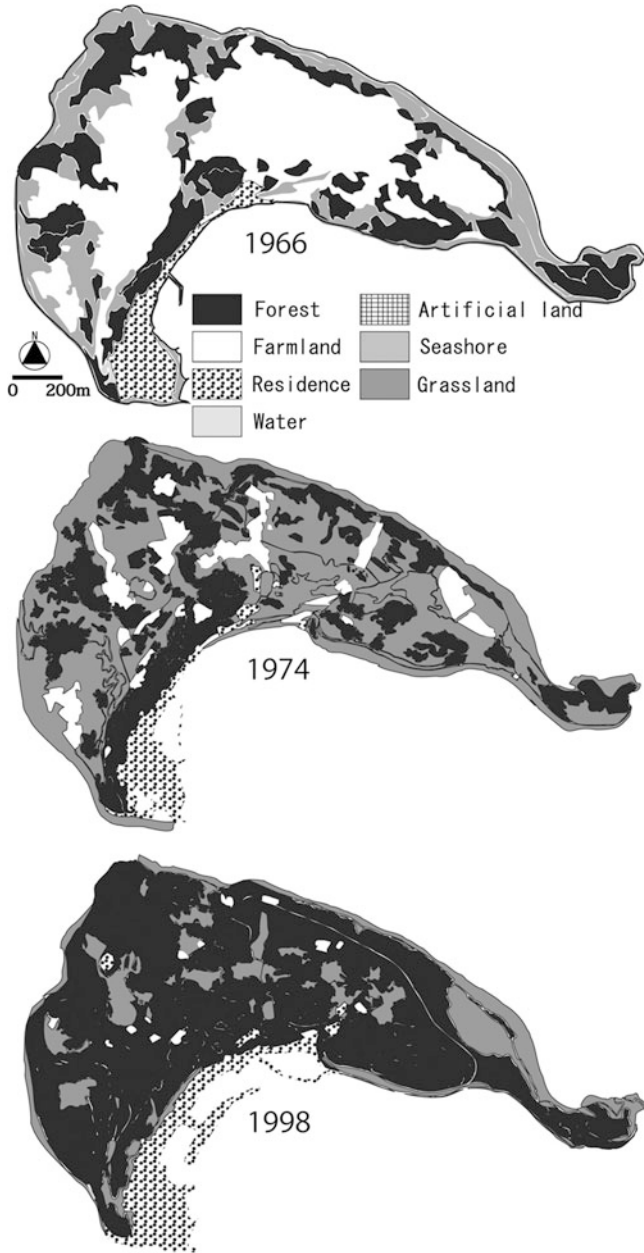 1966
Forest
Artificial land
Farmland
Seashore
Residence
Grassland
Water
N
0 200m
1974
1998